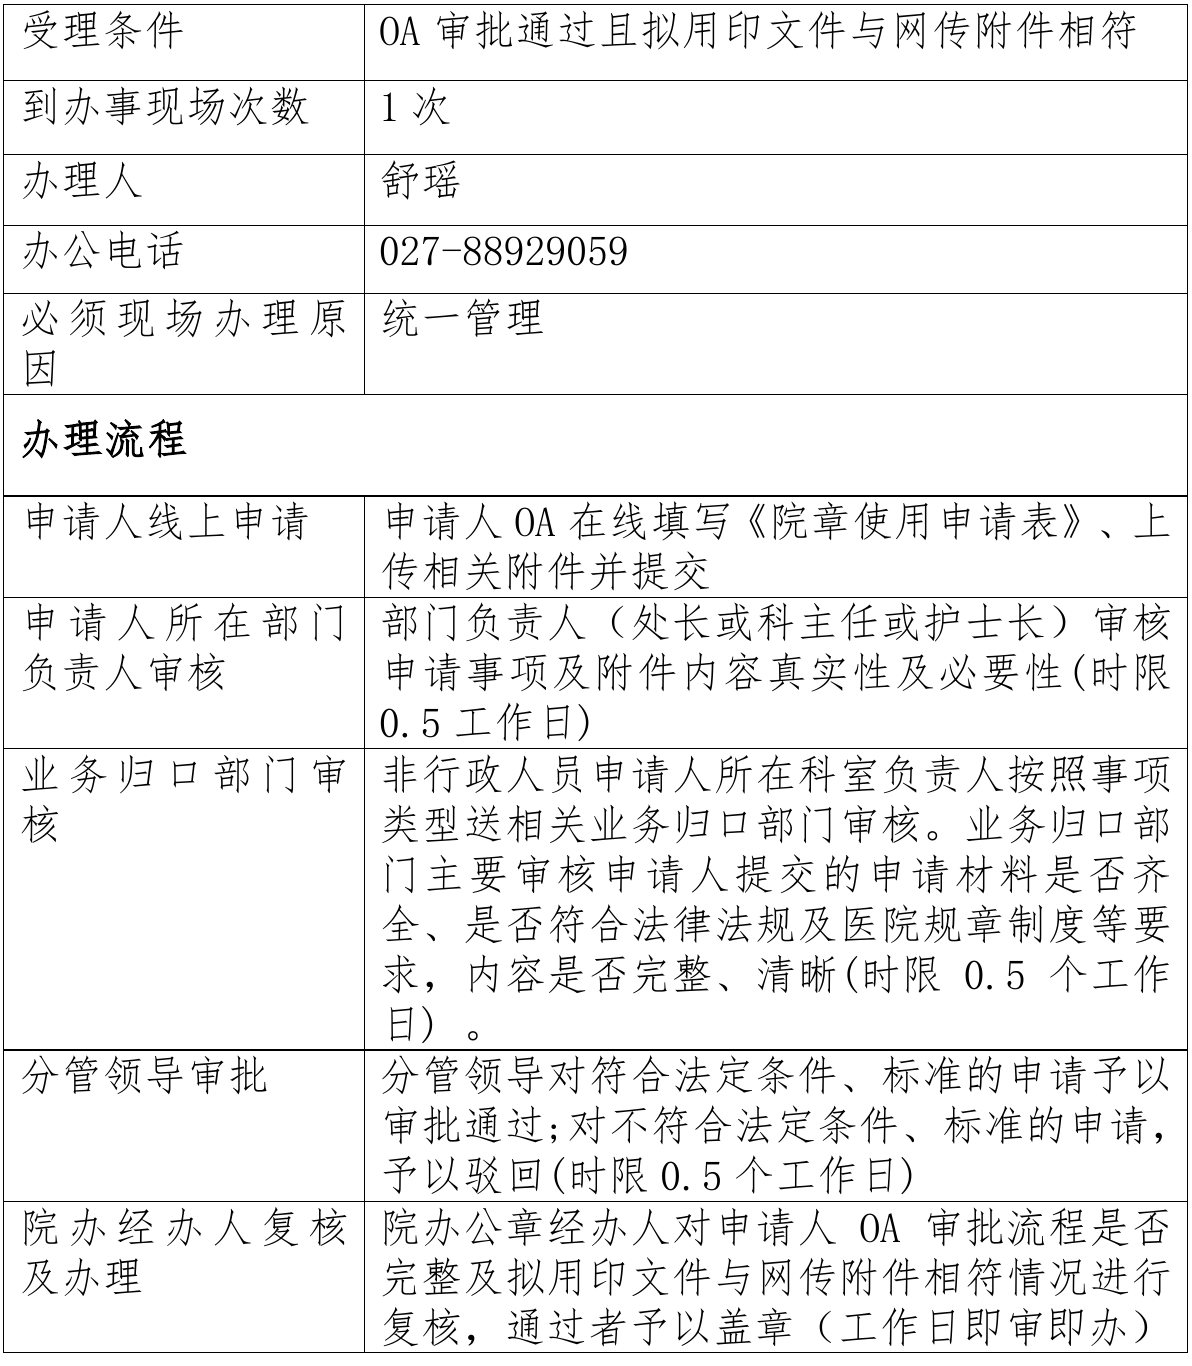 受理条件
OA 审批通过且拟用印文件与网传附件相符
到办事现场次数
1 次
办理人
舒瑶
办公电话
027-88929059
必须现场办理原
因
统一管理
办理流程
申请人线上申请
申请人 OA 在线填写《院章使用申请表》、上
传相关附件并提交
申请人所在部门
负责人审核
部门负责人（处长或科主任或护士长）审核
申请事项及附件内容真实性及必要性(时限
0.5 工作日)
业务归口部门审
核
非行政人员申请人所在科室负责人按照事项
类型送相关业务归口部门审核。业务归口部
门主要审核申请人提交的申请材料是否齐
全、是否符合法律法规及医院规章制度等要
求，内容是否完整、清晰(时限 0.5 个工作
日) 。
分管领导审批
分管领导对符合法定条件、标准的申请予以
审批通过;对不符合法定条件、标准的申请，
予以驳回(时限 0.5 个工作日)
院办经办人复核
及办理
院办公章经办人对申请人 OA 审批流程是否
完整及拟用印文件与网传附件相符情况进行
复核，通过者予以盖章（工作日即审即办）